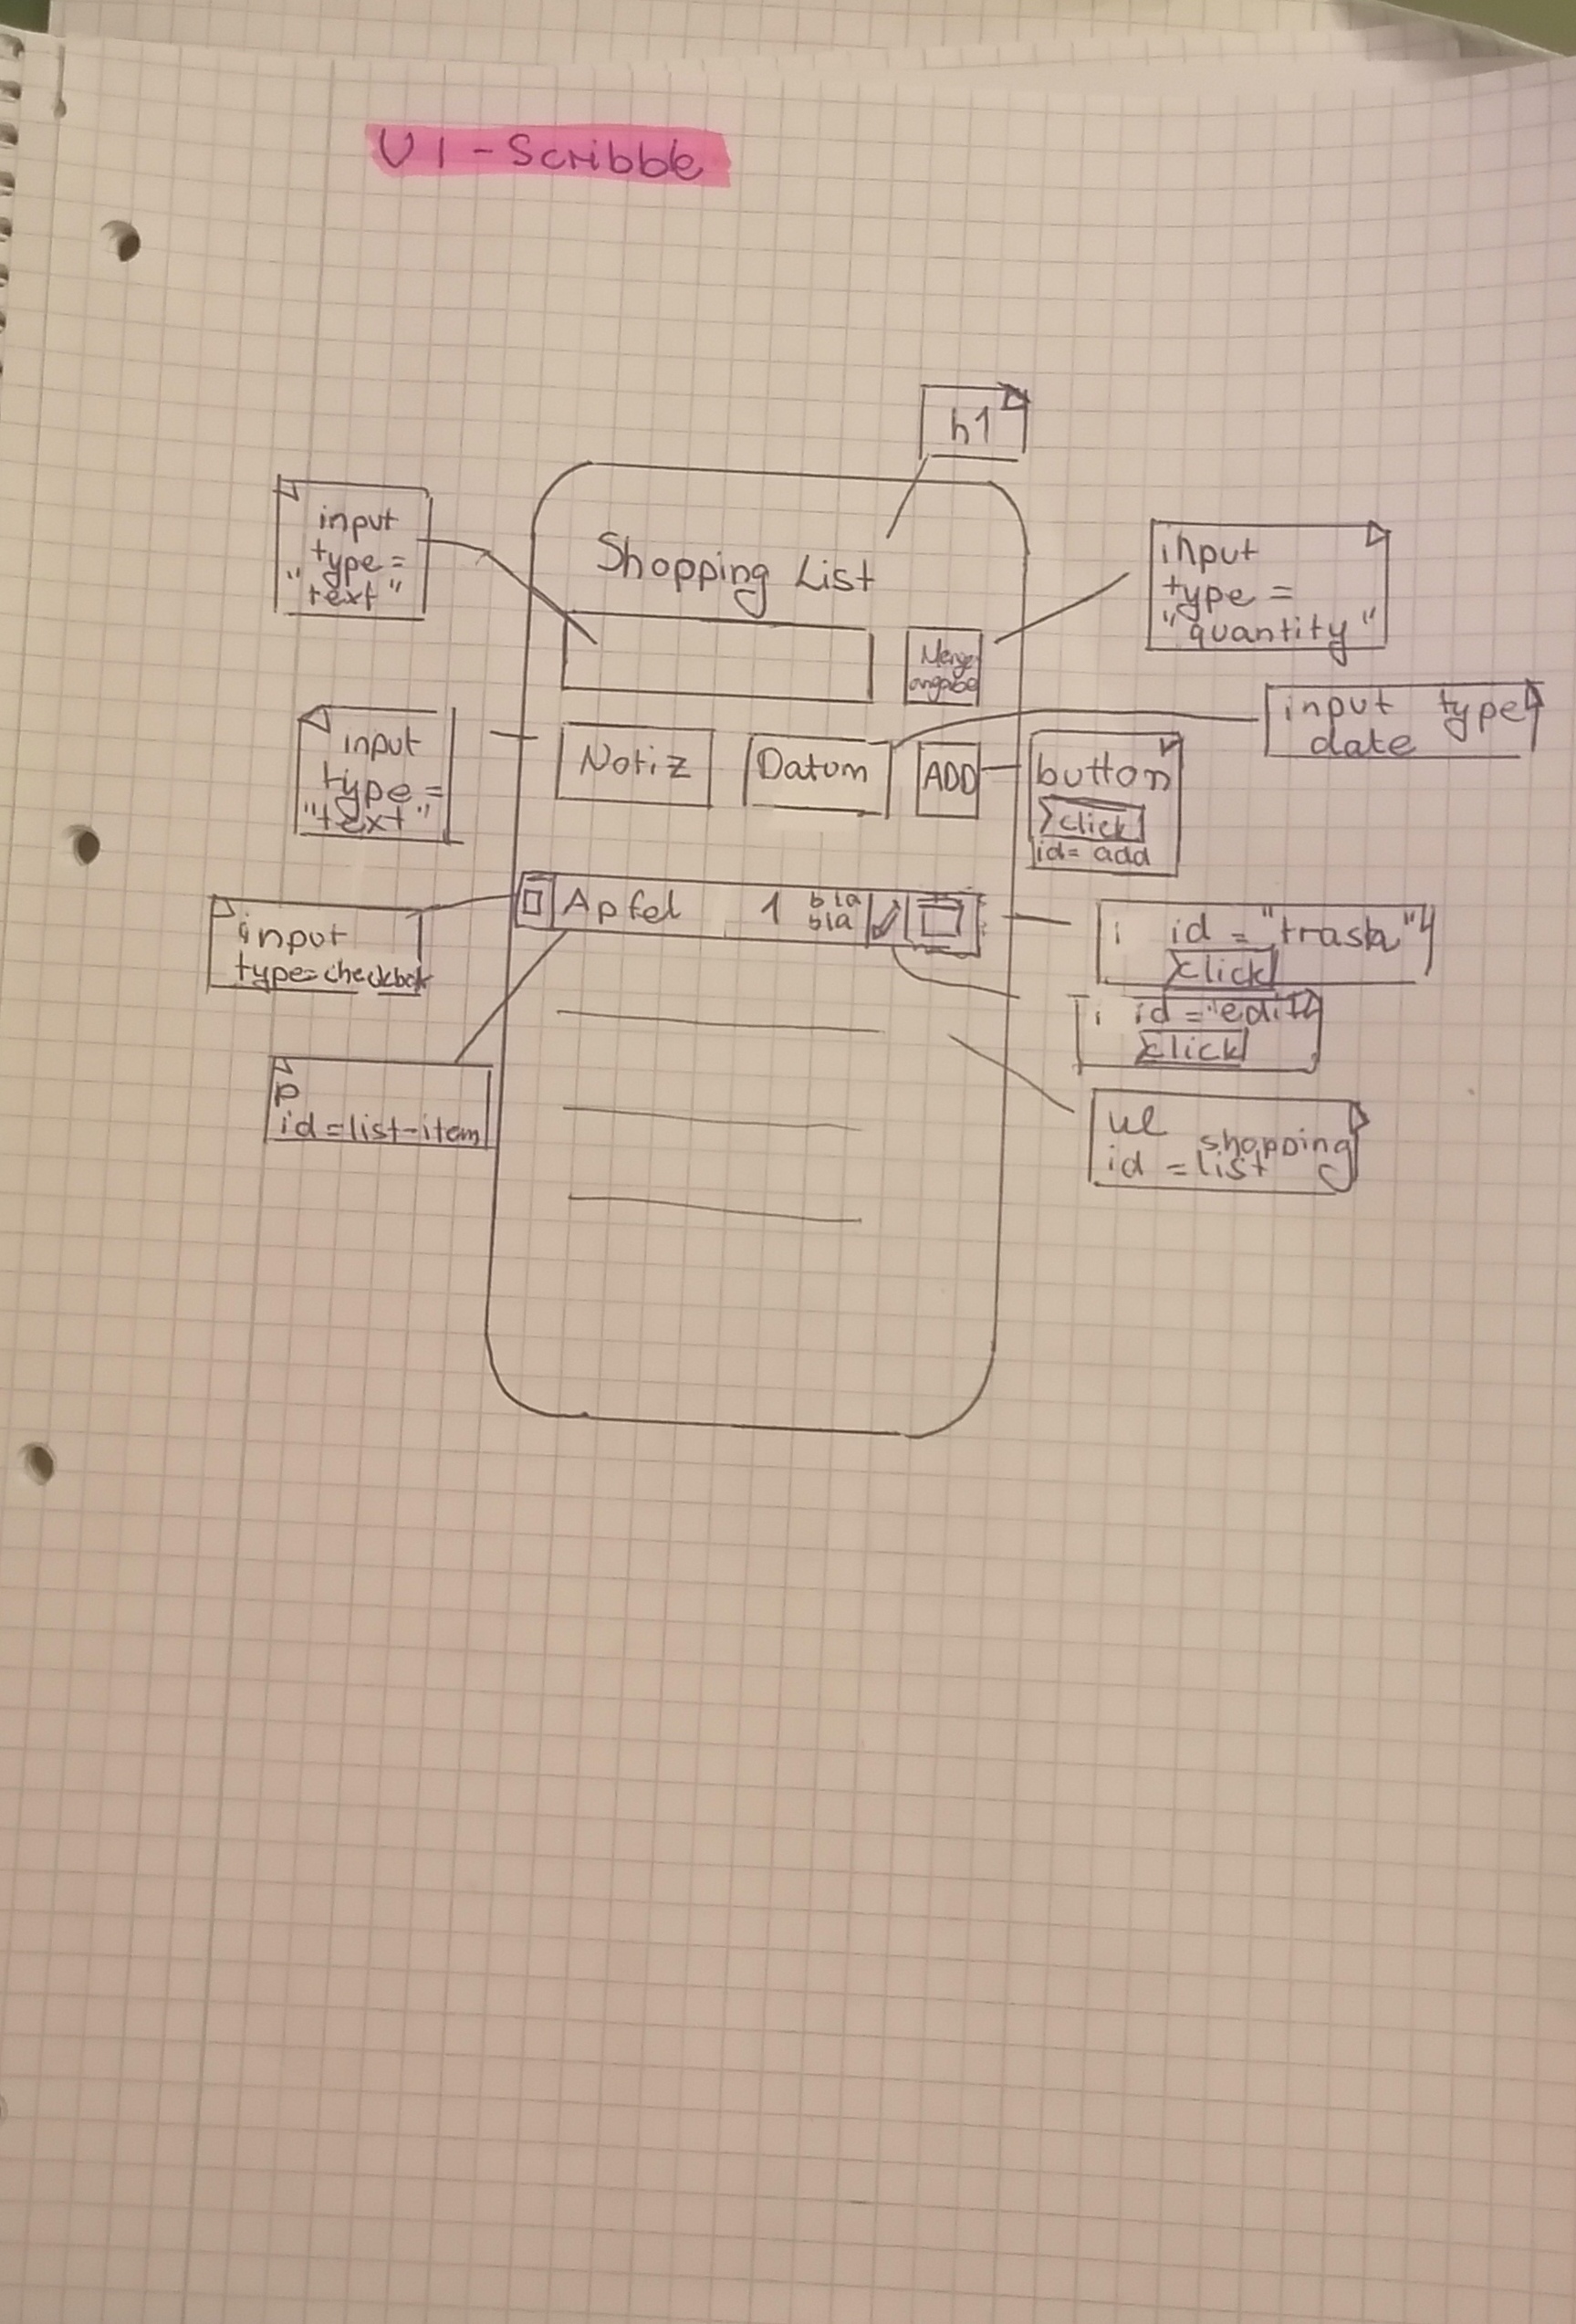 UI-Scribble
h1
input
type=
"text"
Shopping List
input
type =
"quantity"
Menge
angabe
input type
date
input
type=
"text"
Notiz
Datum
ADD
button
click
id= add
input
type=checkbox
Apfel 1 bla
bla
i id = "trash"
click
i id = "edit"
click
p
id=list-item
ul
id = shopping
list